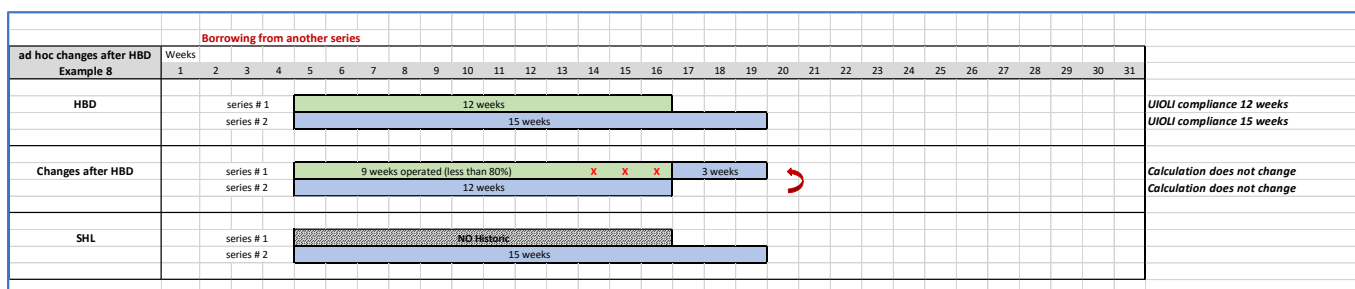 Borrowing from another series
ad hoc changes after HBD Weeks
Example 8 1 2 3 4 5 6 7 8 9 10 11 12 13 14 15 16 17 18 19 20 21 22 23 24 25 26 27 28 29 30 31
HBD series # 1 12 weeks UIOLI compliance 12 weeks
series # 2 15 weeks UIOLI compliance 15 weeks
Changes after HBD series # 1 9 weeks operated (less than 80%) X X X 3 weeks Calculation does not change
series # 2 12 weeks Calculation does not change
SHL series # 1 NO Historic
series # 2 15 weeks